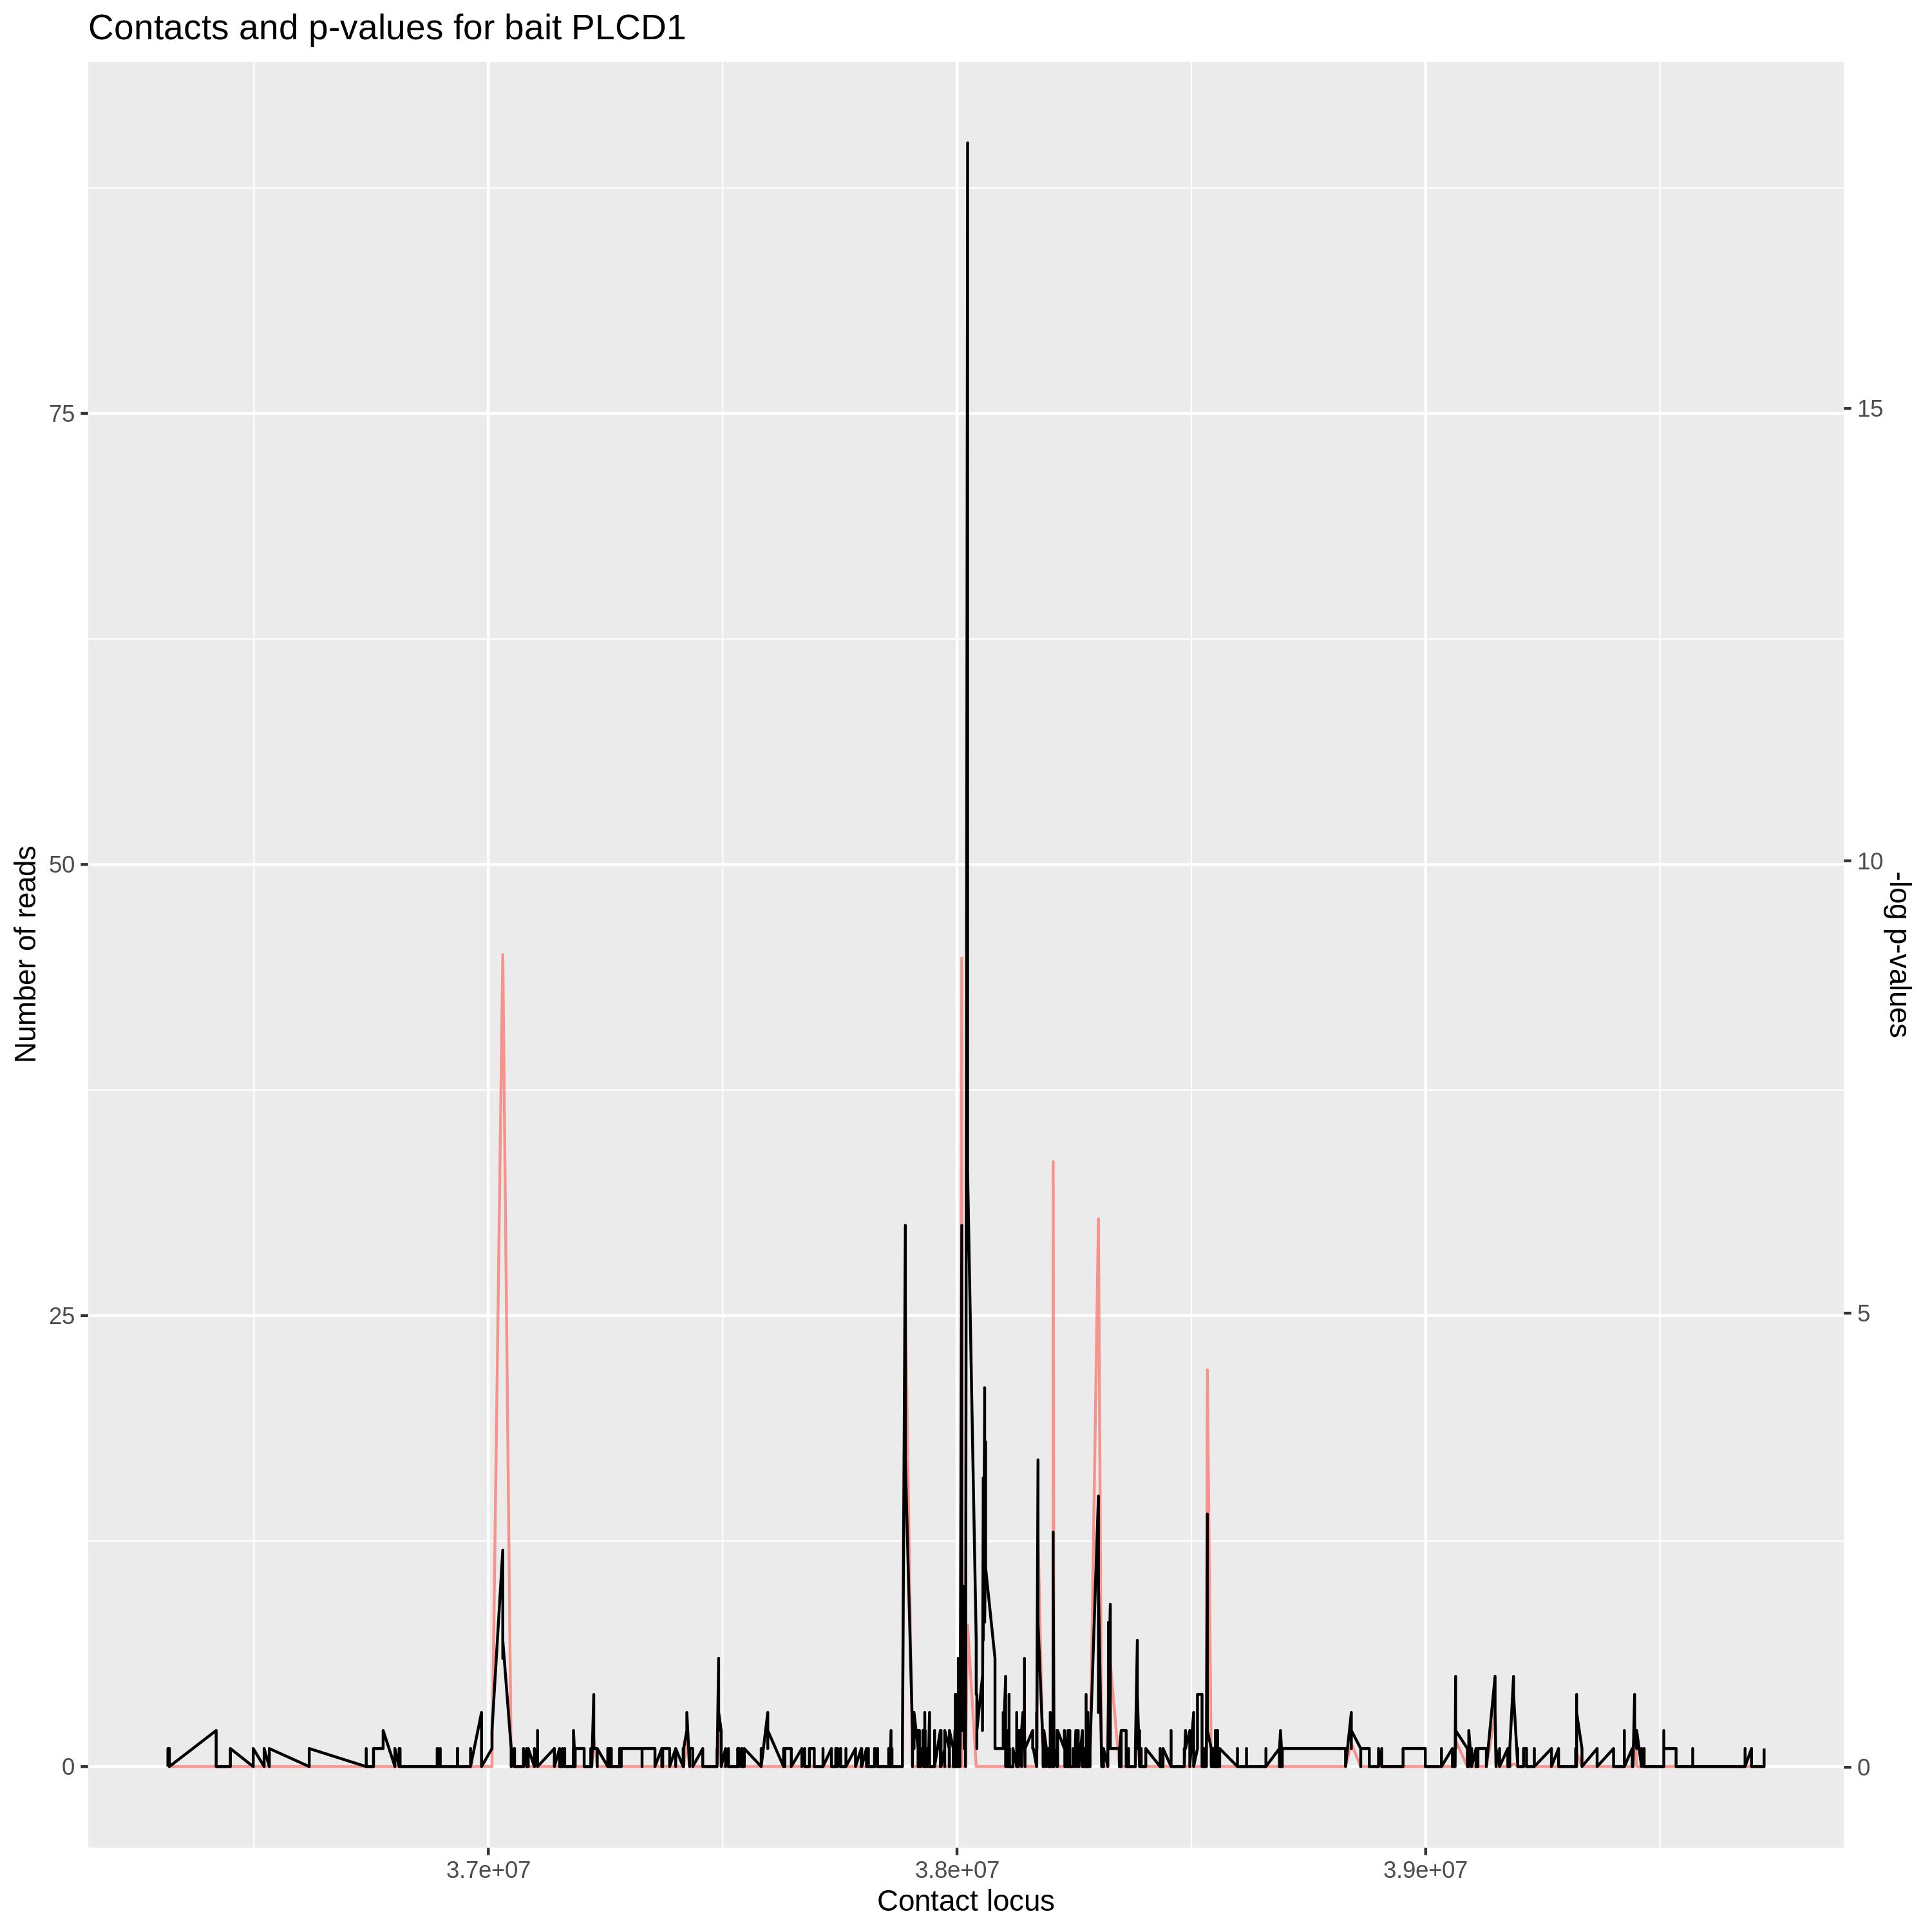 Contacts and p-values for bait PLCD1
Number of reads
75
50
25
0
15
10
5
0
-log p-values
3.7e+07
3.8e+07
3.9e+07
Contact locus